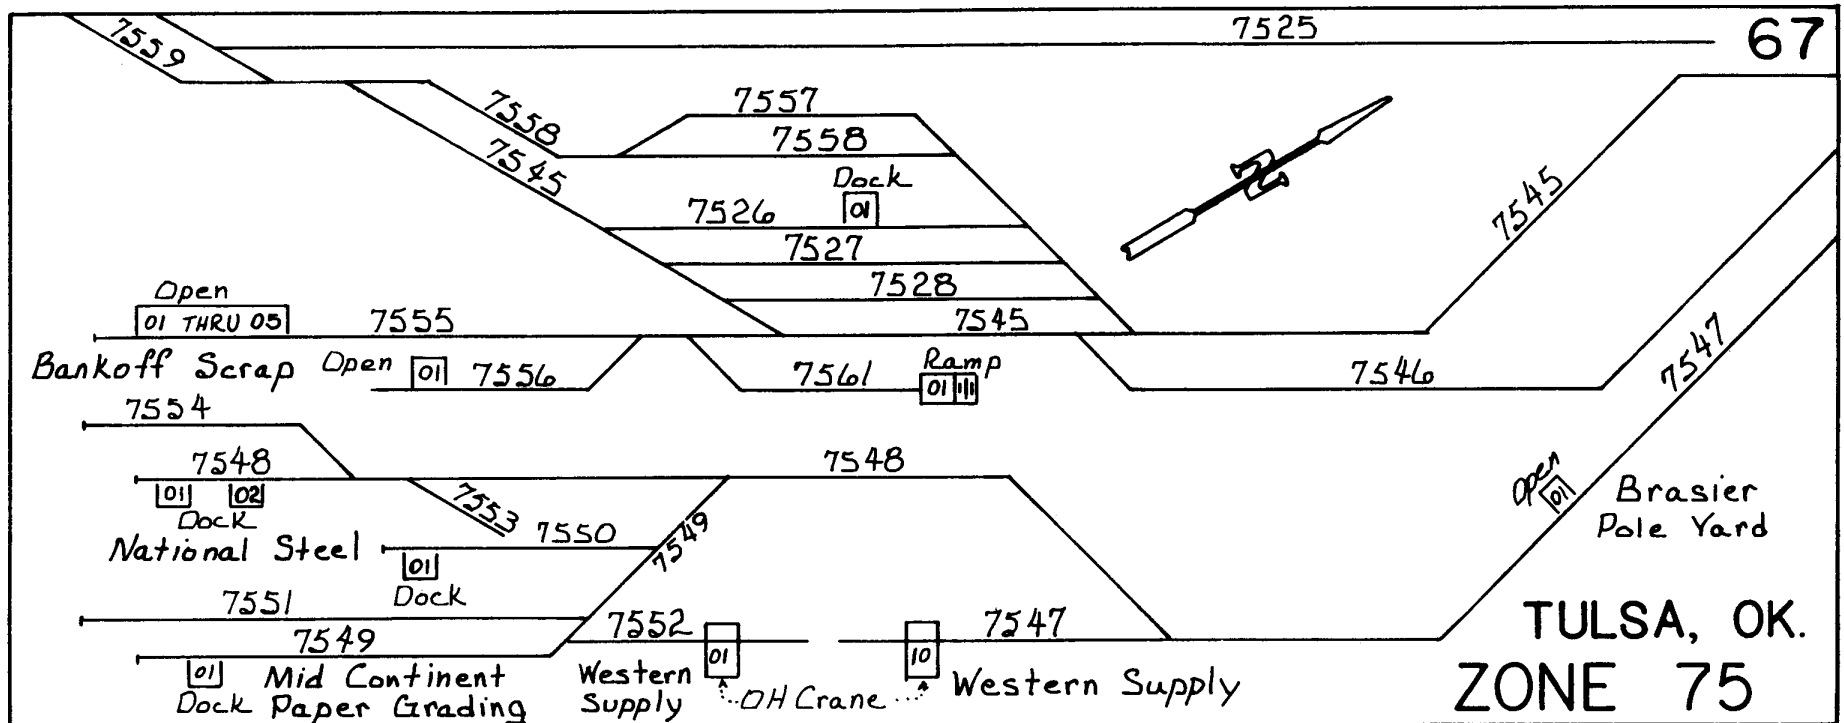 7525
67
7559
7557
7558
7558
7545
Dock
7526
01
7545
7527
7528
Open
01 THRU 05
7555
7545
Bankoff Scrap
Open
01
7556
7561
Ramp
01
7546
7547
7554
7548
7548
01
02
Dock
7553
7550
7549
National Steel
01
Dock
Open
01
Brasier
Pole Yard
7551
7552
01
10
7547
7549
01
Dock
Mid Continent
Paper Grading
Western
Supply
OH Crane
Western Supply
TULSA, OK.
ZONE 75